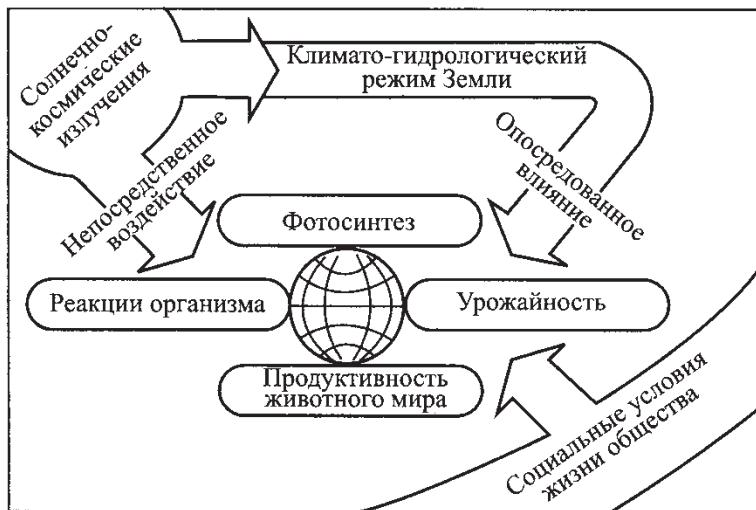 Солнечно-
космические
излучения
Климато-гидрологический
режим Земли
Непосредственное
воздействие
Опосредованное
влияние
Фотосинтез
Реакции организма
Урожайность
Продуктивность
животного мира
Социальные условия
жизни общества